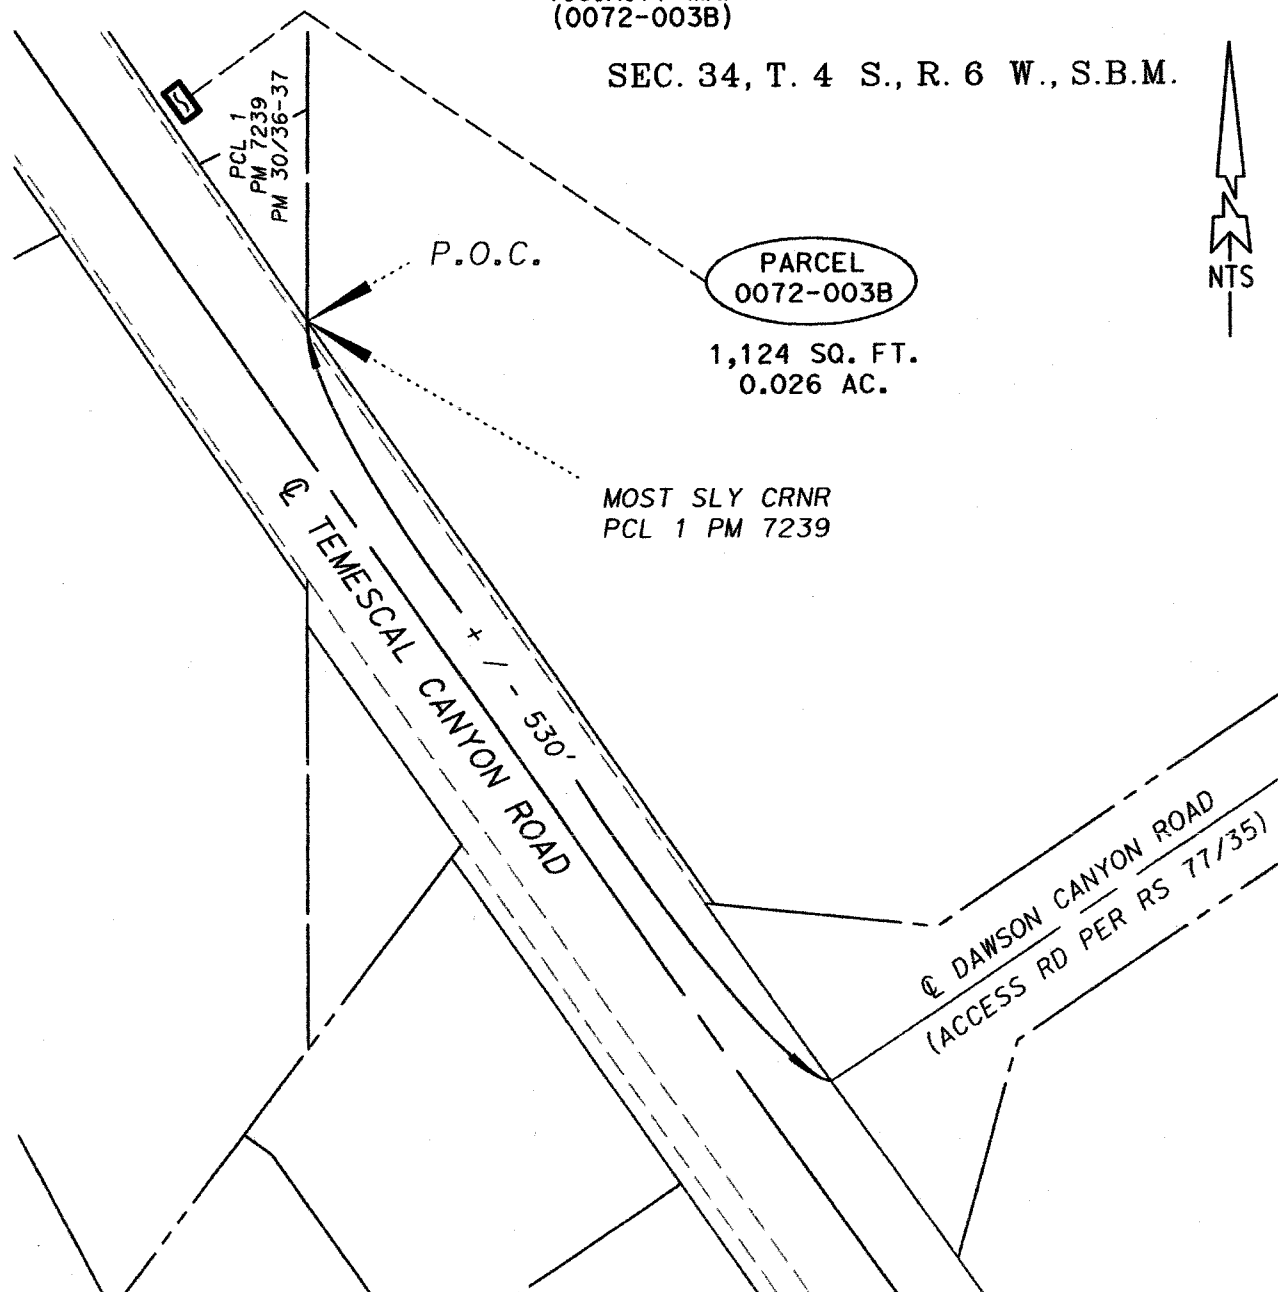 (0072-003B)
SEC. 34, T. 4 S., R. 6 W., S.B.M.
PCL 1
PM 7239
PM 30/36-37
P.O.C.
PARCEL
0072-003B
NTS
1,124 SQ. FT.
0.026 AC.
MOST SLY CRNR
PCL 1 PM 7239
℄ TEMESCAL CANYON ROAD
+ / - 530'
℄ DAWSON CANYON ROAD
(ACCESS RD PER RS 77/35)